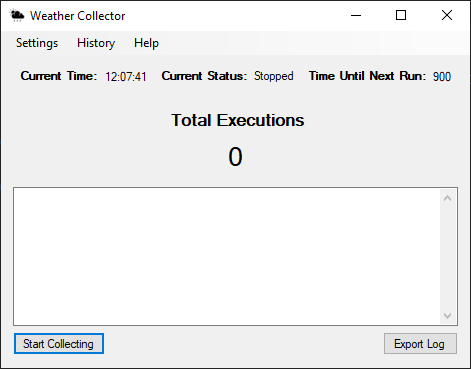 Weather Collector
Settings History Help
Current Time: 12:07:41 Current Status: Stopped Time Until Next Run: 900
Total Executions
0
Start Collecting Export Log